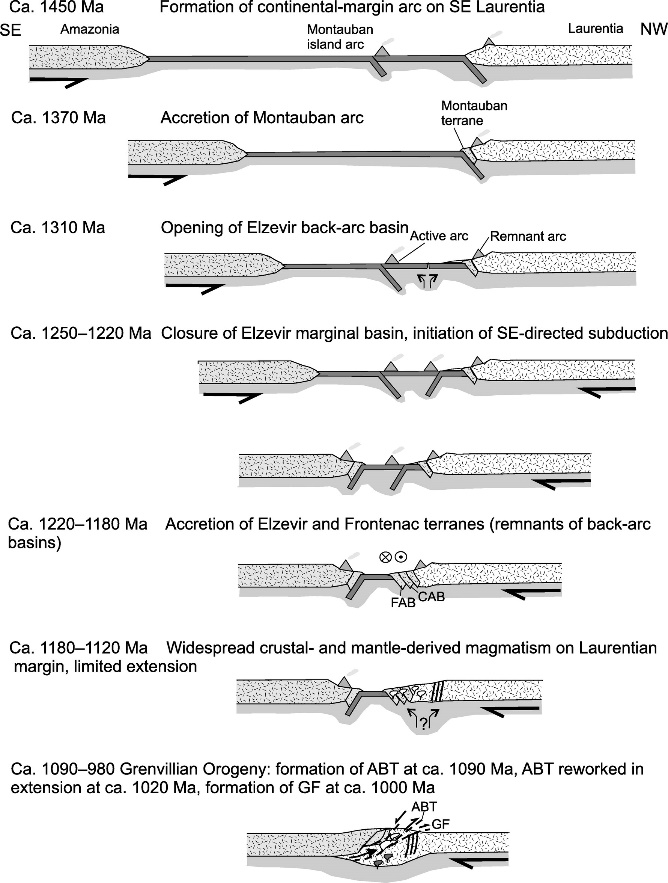 Ca. 1450 Ma Formation of continental-margin arc on SE Laurentia
SE Amazonia Montauban island arc Laurentia NW
Ca. 1370 Ma Accretion of Montauban arc
Montauban
terrane
Ca. 1310 Ma Opening of Elzevir back-arc basin
Active arc Remnant arc
Ca. 1250–1220 Ma Closure of Elzevir marginal basin, initiation of SE-directed subduction
Ca. 1220–1180 Ma Accretion of Elzevir and Frontenac terranes (remnants of back-arc
basins)
FAB CAB
Ca. 1180–1120 Ma Widespread crustal- and mantle-derived magmatism on Laurentian
margin, limited extension
?
Ca. 1090–980 Grenvillian Orogeny: formation of ABT at ca. 1090 Ma, ABT reworked in
extension at ca. 1020 Ma, formation of GF at ca. 1000 Ma
ABT
GF